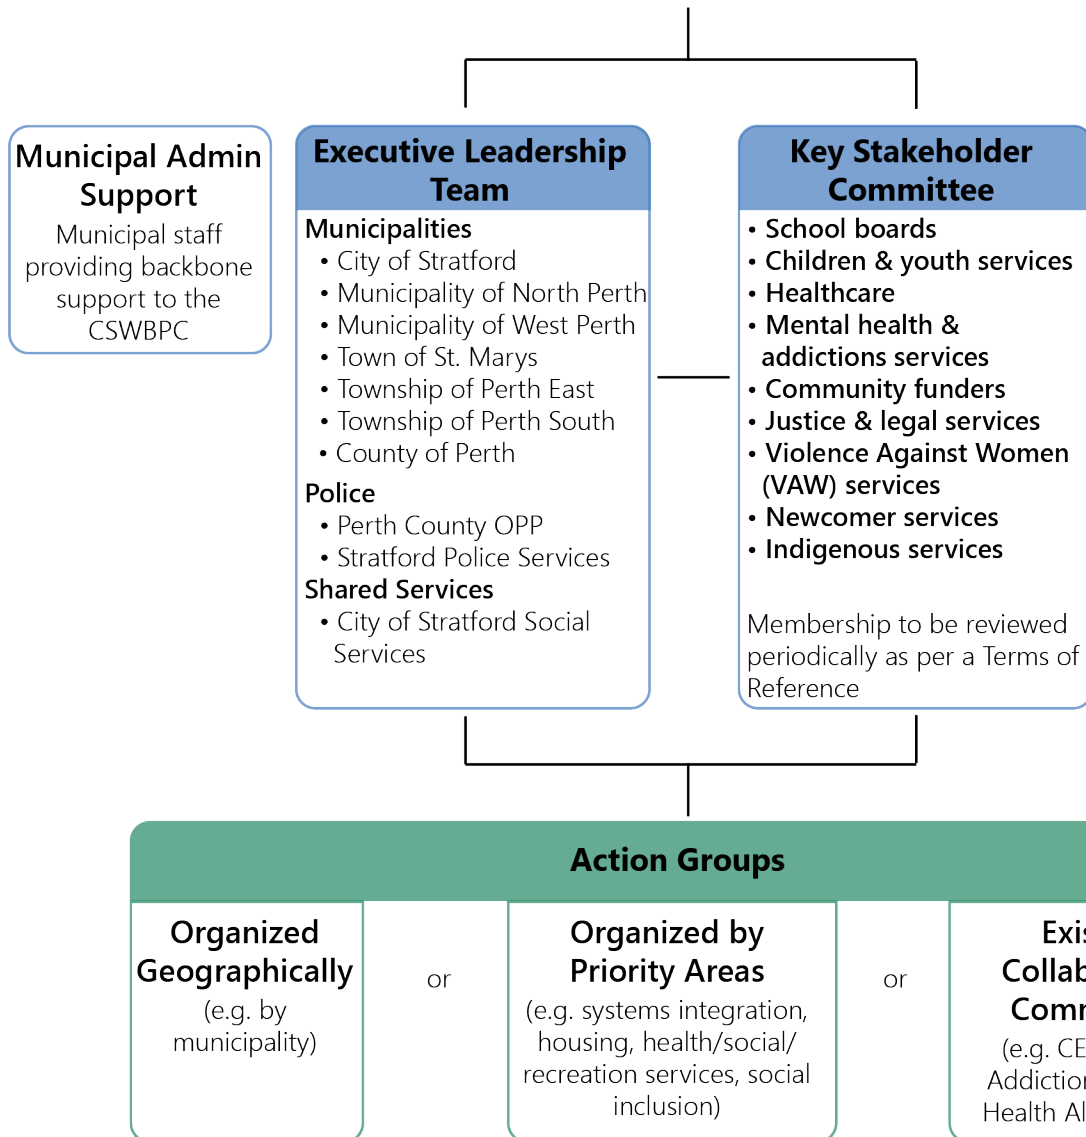 Municipal Admin
Support
Municipal staff
providing backbone
support to the
CSWBPC
Executive Leadership
Team
Municipalities
• City of Stratford
• Municipality of North Perth
• Municipality of West Perth
• Town of St. Marys
• Township of Perth East
• Township of Perth South
• County of Perth
Police
• Perth County OPP
• Stratford Police Services
Shared Services
• City of Stratford Social
Services
Key Stakeholder
Committee
• School boards
• Children & youth services
• Healthcare
• Mental health &
addictions services
• Community funders
• Justice & legal services
• Violence Against Women
(VAW) services
• Newcomer services
• Indigenous services
Membership to be reviewed
periodically as per a Terms of
Reference
Action Groups
Organized
Geographically
(e.g. by
municipality)
or
Organized by
Priority Areas
(e.g. systems integration,
housing, health/social/
recreation services, social
inclusion)
or
(e.g.
Health